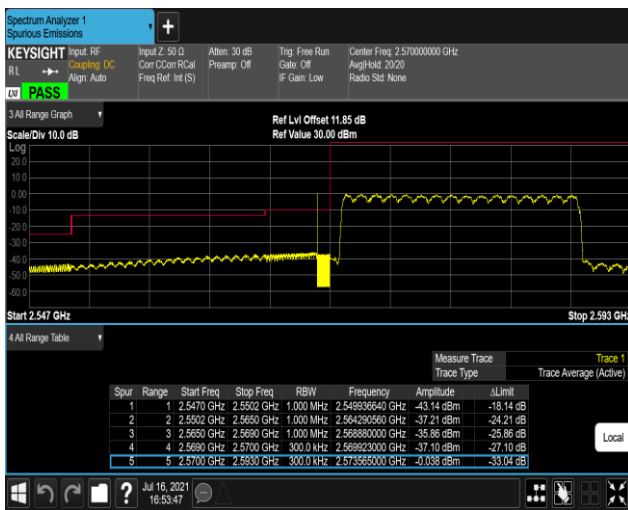 Spectrum Analyzer 1
Spurious Emissions
KEYSIGHT Input: RF Input Z: 50 Ω Atten: 30 dB Trig: Free Run Center Freq: 2.570000000 GHz
RL Coupling: DC Corr CCorr RCal Preamp: Off Gate: Off Avg|Hold: 20/20
Align: Auto Freq Ref: Int (S) IF Gain: Low Radio Std: None
LXI PASS
3 All Range Graph
Ref Lvl Offset 11.85 dB
Scale/Div 10.0 dB Ref Value 30.00 dBm
Log
20.0
10.0
0.00
-10.0
-20.0
-30.0
-40.0
-50.0
-60.0
Start 2.547 GHz Stop 2.593 GHz
4 All Range Table
Measure Trace Trace 1
Trace Type Trace Average (Active)
Spur Range Start Freq Stop Freq RBW Frequency Amplitude ΔLimit
1 1 2.5470 GHz 2.5502 GHz 1.000 MHz 2.549936640 GHz -43.14 dBm -18.14 dB
2 2 2.5502 GHz 2.5650 GHz 1.000 MHz 2.564290560 GHz -37.21 dBm -24.21 dB
3 3 2.5650 GHz 2.5690 GHz 1.000 MHz 2.568880000 GHz -35.86 dBm -25.86 dB
4 4 2.5690 GHz 2.5700 GHz 300.0 kHz 2.569923000 GHz -37.10 dBm -27.10 dB
5 5 2.5700 GHz 2.5930 GHz 300.0 kHz 2.573565000 GHz -0.038 dBm -33.04 dB
Local
Jul 16, 2021
16:53:47